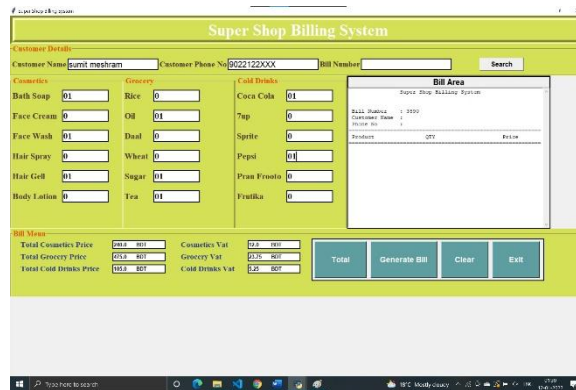 Super Shop Billing System
Super Shop Billing System
Customer Details
Customer Name sumit meshram Customer Phone No 9022122XXX Bill Number Search
Cosmetics Grocery Cold Drinks Bill Area
Bath Soap 01 Rice 0 Coca Cola 01
Super Shop Billing System
Face Cream 0 Oil 01 7up 0
Bill Number : 
Customer Name :
Phone No :
Face Wash 01 Daal 0 Sprite 0
Product QTY Price
Hair Spray 0 Wheat 0 Pepsi 01
Hair Gell 01 Sugar 01 Pran Frooto 0
Body Lotion 0 Tea 01 Frutika 0
Bill Menu
Total Cosmetics Price BDT Cosmetics Vat BDT
Total Grocery Price 475.0 BDT Grocery Vat 23.75 BDT
Total Cold Drinks Price 105.0 BDT Cold Drinks Vat 5.25 BDT
Total Generate Bill Clear Exit
Type here to search 18°C Mostly cloudy